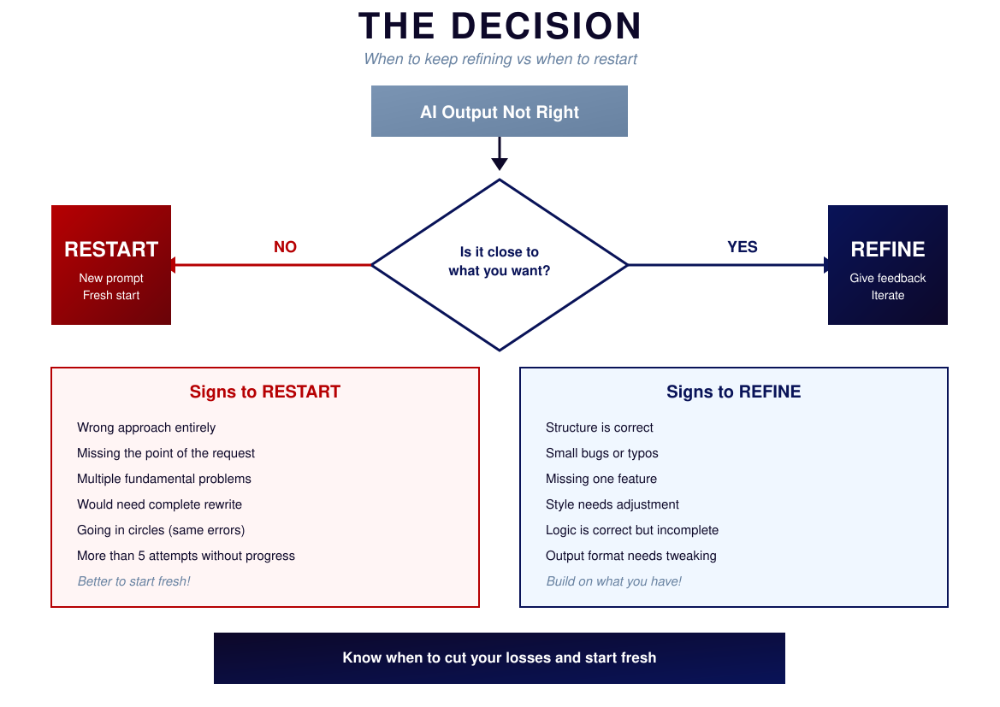 THE DECISION
When to keep refining vs when to restart
AI Output Not Right
RESTART
New prompt
Fresh start
NO
Is it close to
what you want?
YES
REFINE
Give feedback
Iterate
Signs to RESTART
Wrong approach entirely
Missing the point of the request
Multiple fundamental problems
Would need complete rewrite
Going in circles (same errors)
More than 5 attempts without progress
Better to start fresh!
Signs to REFINE
Structure is correct
Small bugs or typos
Missing one feature
Style needs adjustment
Logic is correct but incomplete
Output format needs tweaking
Build on what you have!
Know when to cut your losses and start fresh